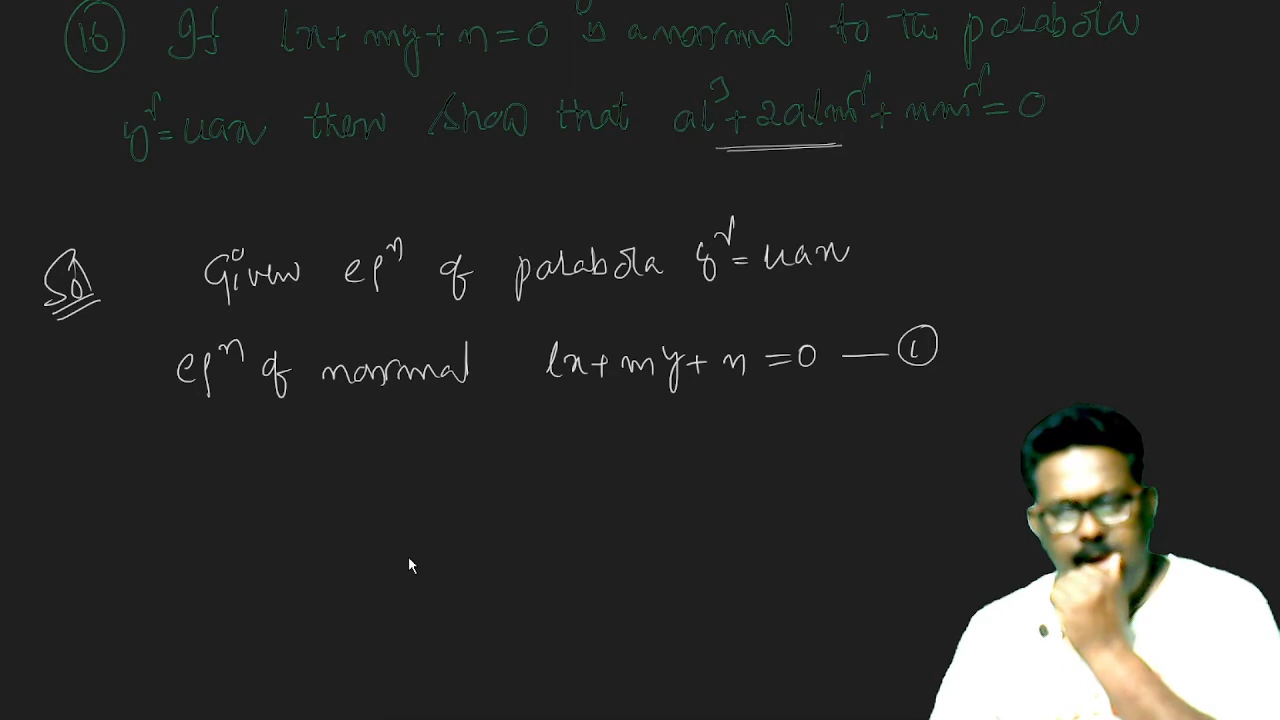 (16) If lx + my + n = 0 is a normal to the parabola
y² = 4ax then show that al³ + 2alm² + nm² = 0
Sol
Given eqⁿ of parabola y² = 4ax
eqⁿ of normal lx + my + n = 0 — (1)